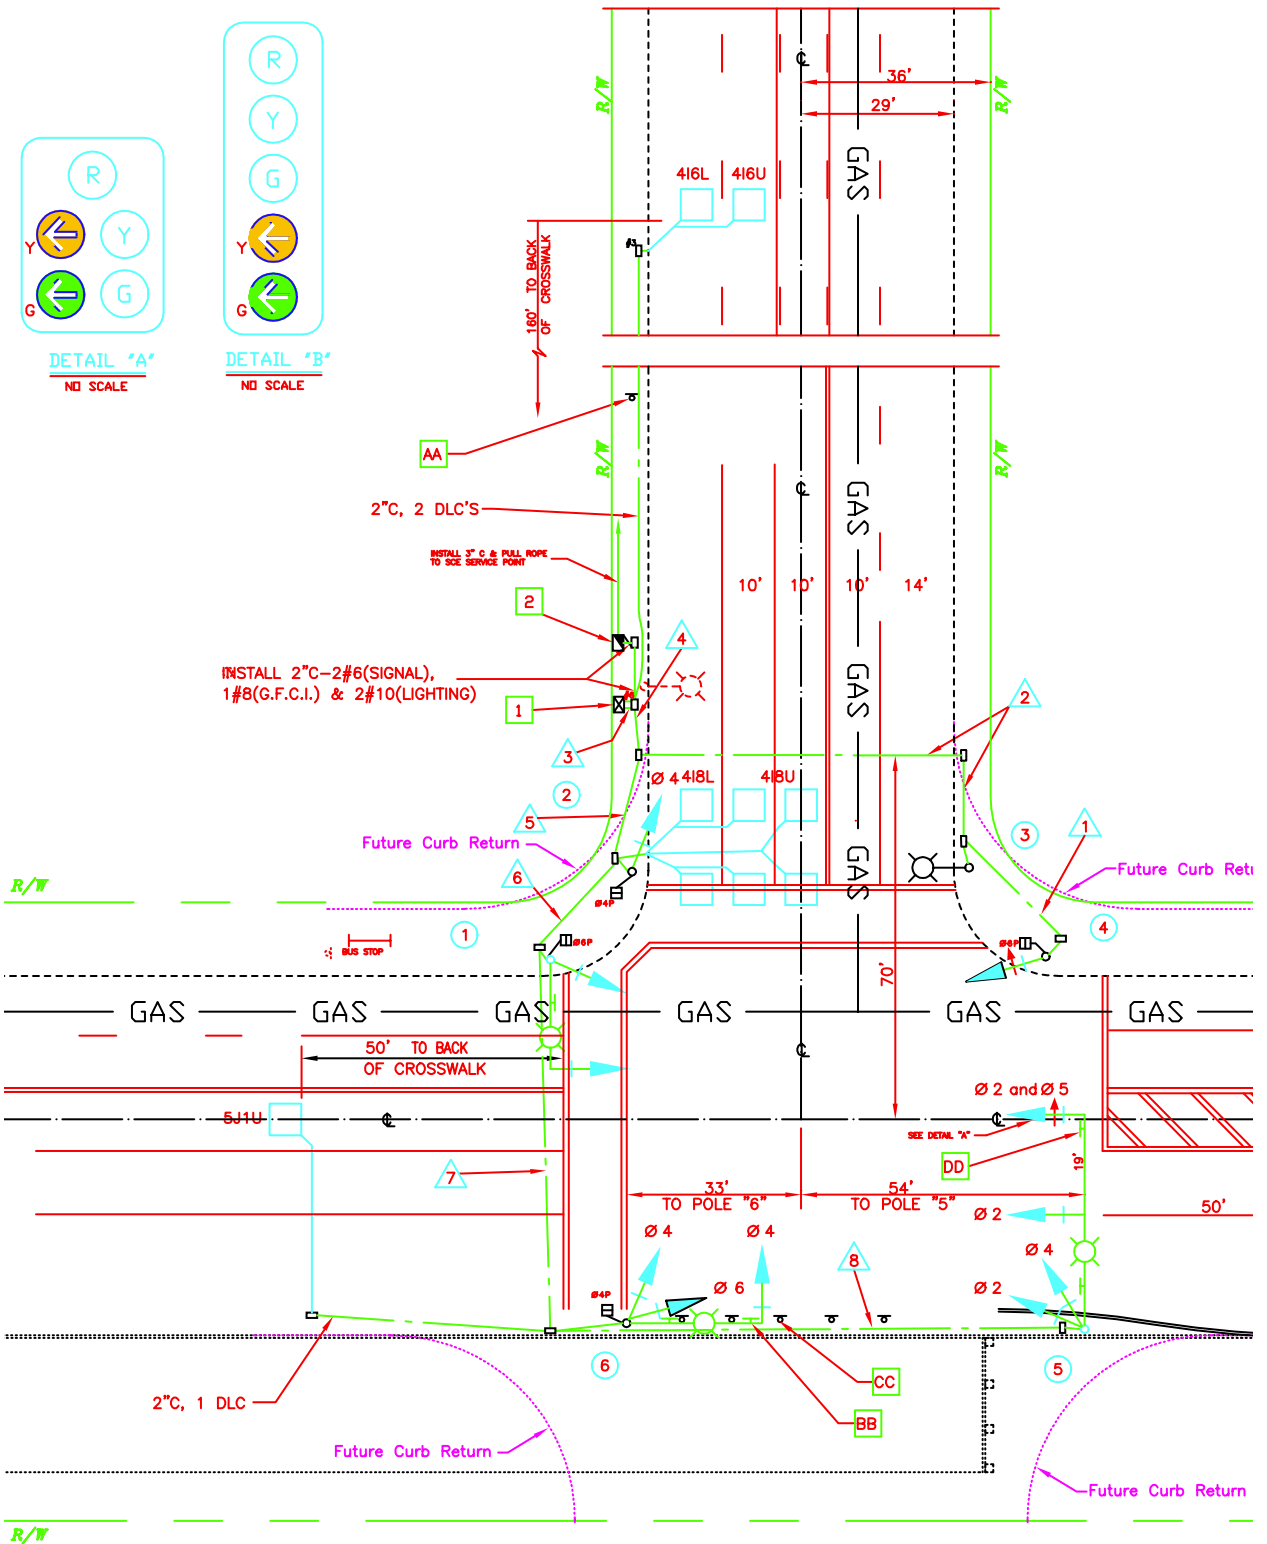 R
Y
G
Y
G
DETAIL "B"
NO SCALE
R
Y
Y
G
G
DETAIL "A"
NO SCALE
R/W
R/W
36'
29'
GAS
416L
416U
#3
160' TO BACK
OF CROSSWALK
R/W
R/W
AA
GAS
2"C, 2 DLC'S
INSTALL 3" C & PULL ROPE
TO SCE SERVICE POINT
10'
10'
10'
14'
2
4
INSTALL 2"C-2#6(SIGNAL),
1#8(G.F.C.I.) & 2#10(LIGHTING)
GAS
2
1
3
2
Ø 4
418L
418U
5
3
1
Future Curb Return
GAS
Future Curb Retu
6
Ø4P
R/W
1
BUS STOP
Ø6P
Ø6P
4
70'
GAS
GAS
GAS
GAS
GAS
GAS
50' TO BACK
OF CROSSWALK
5J1U
Ø 2 and Ø 5
SEE DETAIL "A"
DD
19'
7
33'
TO POLE "6"
54'
TO POLE "5"
50'
Ø 2
Ø 4
Ø 4
8
Ø 4
Ø 6
Ø 2
Ø4P
6
5
CC
BB
2"C, 1 DLC
Future Curb Return
Future Curb Return
R/W